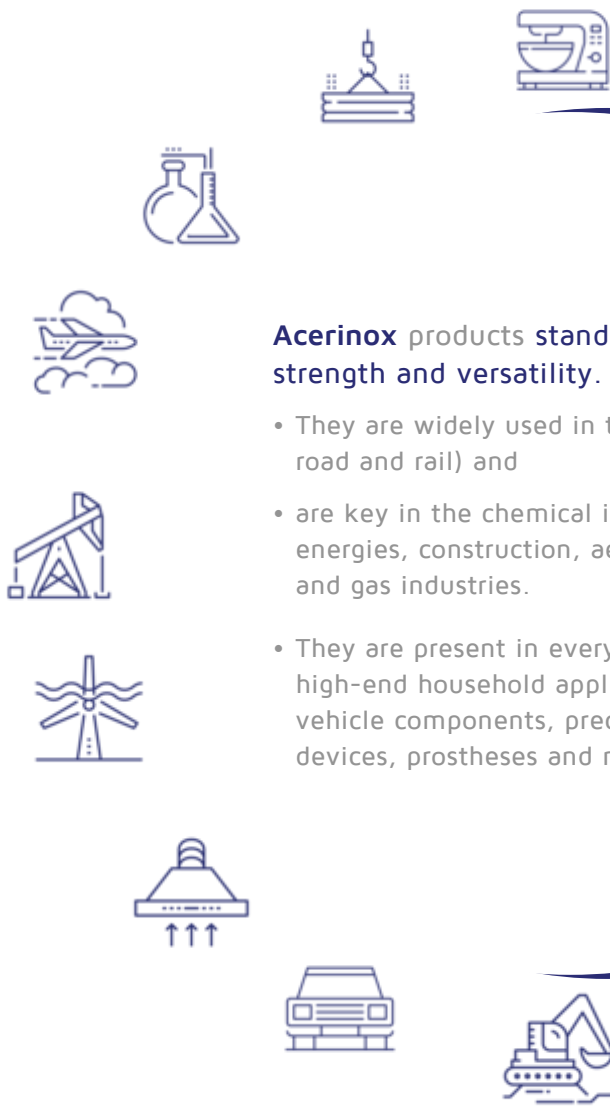 Acerinox products stand
strength and versatility.
• They are widely used in t
road and rail) and
• are key in the chemical i
energies, construction, ae
and gas industries.
• They are present in every
high-end household appl
vehicle components, prec
devices, prostheses and